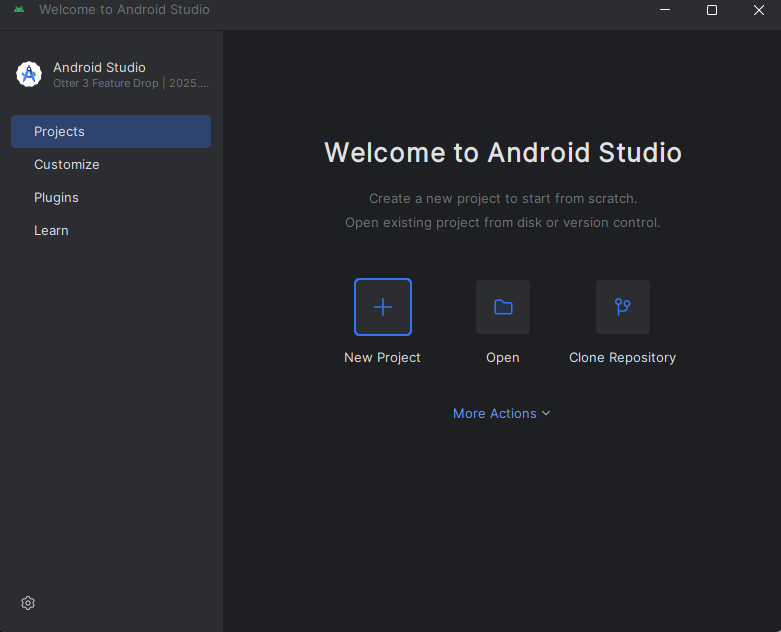 Welcome to Android Studio
Android Studio
Otter 3 Feature Drop | 2025....
Projects
Customize
Plugins
Learn
Welcome to Android Studio
Create a new project to start from scratch.
Open existing project from disk or version control.
New Project
Open
Clone Repository
More Actions